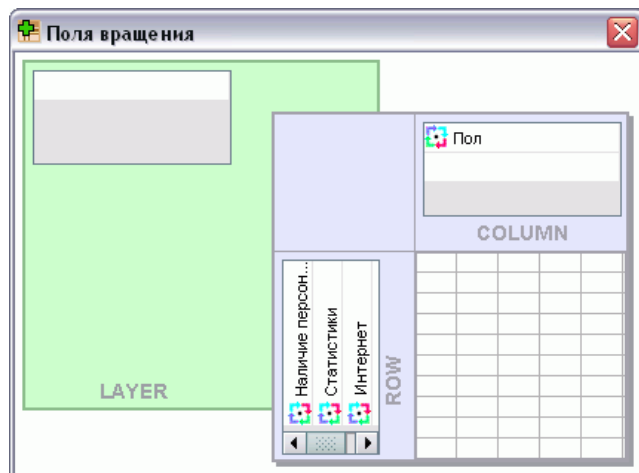 Поля вращения
Пол
COLUMN
Наличие персон...
Статистики
Интернет
ROW
LAYER